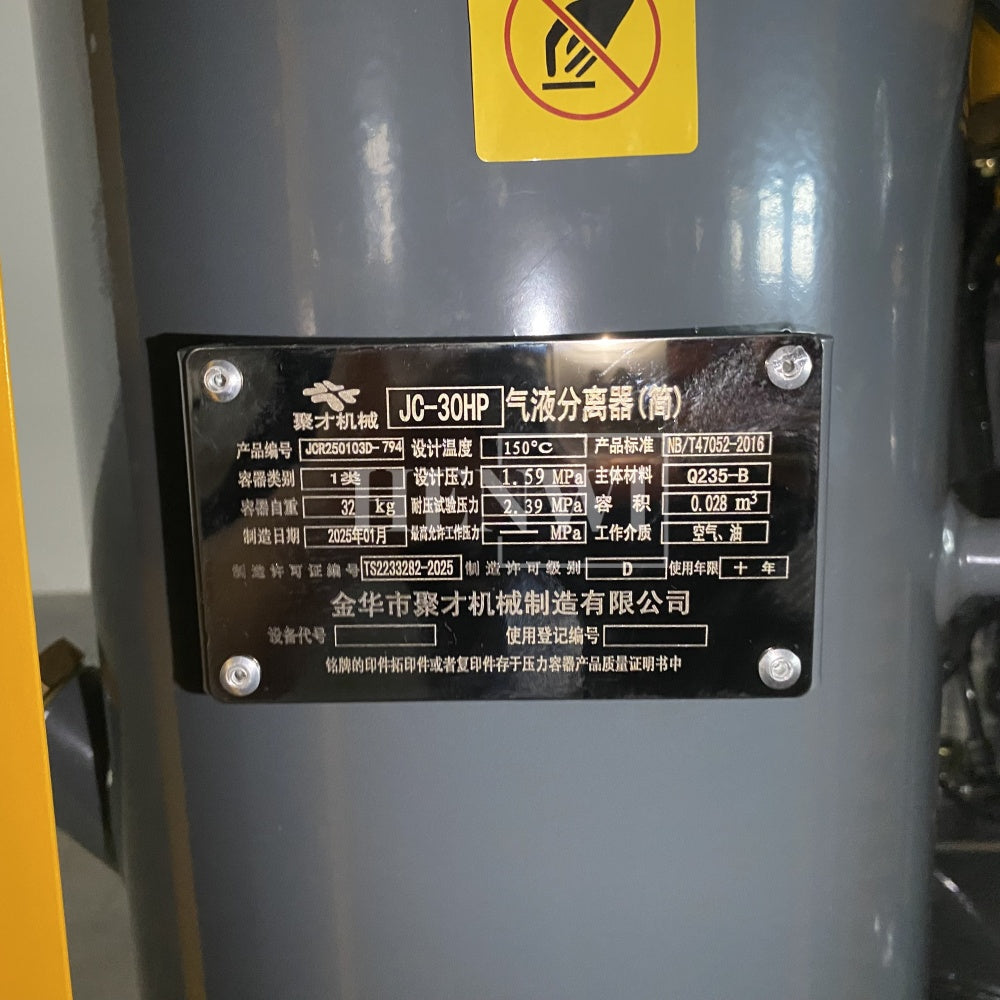 聚才机械 JC-30HP 气液分离器(筒)
产品编号 JCR250103D-794 设计温度 150°C 产品标准 NB/T47052-2016
容器类别 1类 设计压力 1.59 MPa 主体材料 Q235-B
容器自重 32 kg 耐压试验压力 2.39 MPa 容 积 0.028 m³
制造日期 2025年01月 最高允许工作压力 — MPa 工作介质 空气、油
制造许可证编号 TS2233282-2025 制造许可级别 D 使用年限 十 年
金华市聚才机械制造有限公司
设备代号 使用登记编号
铭牌的印件拓印件或者复印件存于压力容器产品质量证明书中